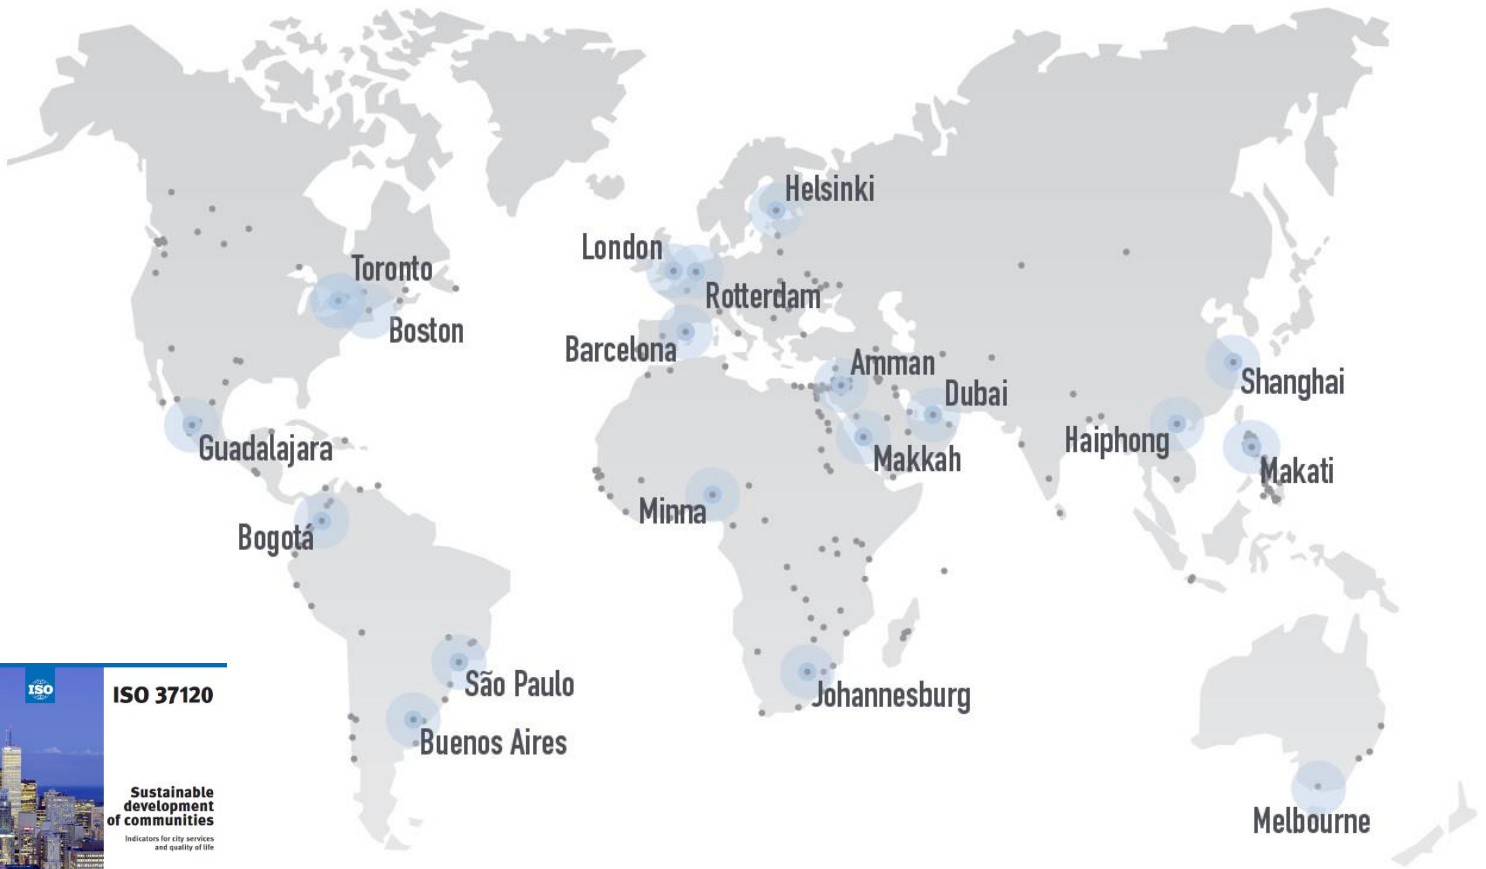 Helsinki
London
Toronto
Rotterdam
Boston
Barcelona
Amman
Dubai
Shanghai
Guadalajara
Haiphong
Makkah
Makati
Minna
Bogotá
São Paulo
Johannesburg
Buenos Aires
Melbourne
ISO
ISO 37120
Sustainable
development
of communities
Indicators for city services
and quality of life